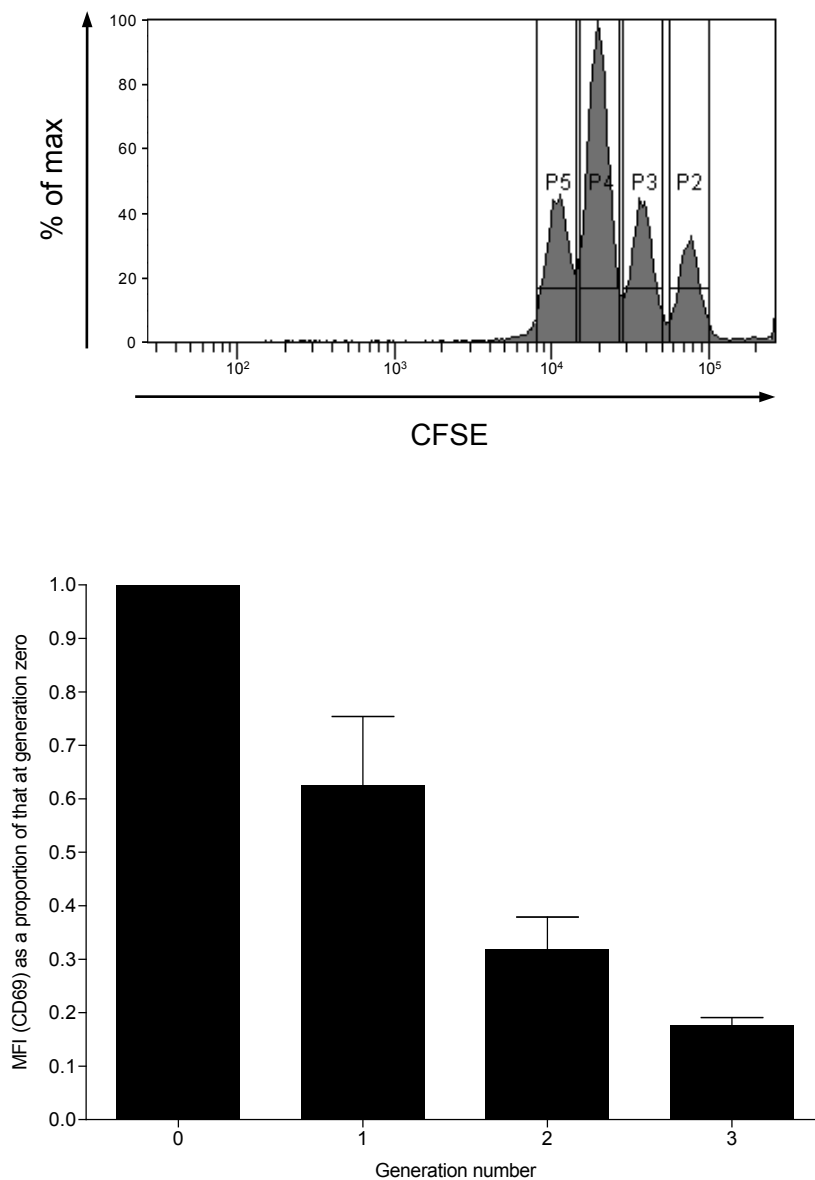 100
80
60
40
20
0
% of max
P5 P4 P3 P2
10² 10³ 10⁴ 10⁵
CFSE
1.0
0.9
0.8
0.7
0.6
0.5
0.4
0.3
0.2
0.1
0.0
MFI (CD69) as a proportion of that at generation zero
0 1 2 3
Generation number